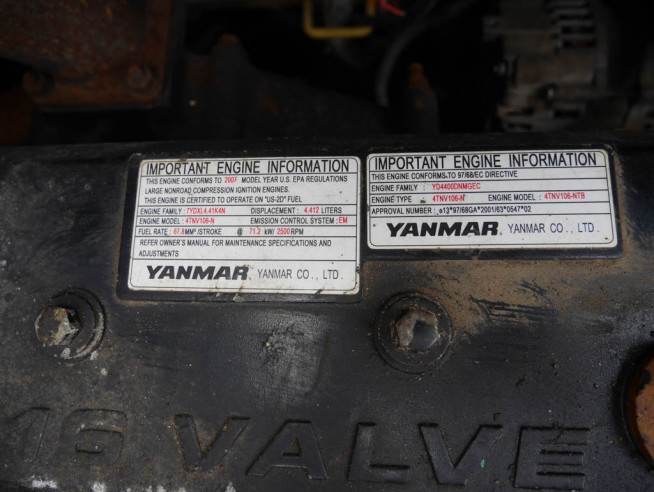 IMPORTANT ENGINE INFORMATION
THIS ENGINE CONFORMS TO 2007 MODEL YEAR U.S. EPA REGULATIONS
LARGE NONROAD COMPRESSION IGNITION ENGINES.
THIS ENGINE IS CERTIFIED TO OPERATE ON "US-2D" FUEL
ENGINE FAMILY: 7YDXL4.41K4N DISPLACEMENT: 4.412 LITERS
ENGINE MODEL: 4TNV106-N EMISSION CONTROL SYSTEM: EM
FUEL RATE: 67.8 MM³/STROKE @ 71.2 kW/ 2500 RPM
REFER OWNER'S MANUAL FOR MAINTENANCE SPECIFICATIONS AND
ADJUSTMENTS
YANMAR YANMAR CO., LTD.
IMPORTANT ENGINE INFORMATION
THIS ENGINE CONFORMS TO 97/68/EC DIRECTIVE
ENGINE FAMILY: YD4400DNMGEC
ENGINE TYPE: 4TNV106-N ENGINE MODEL: 4TNV106-NTB
APPROVAL NUMBER: e13*97/68GA*2001/63*0547*02
YANMAR YANMAR CO., LTD.
16 VALVE